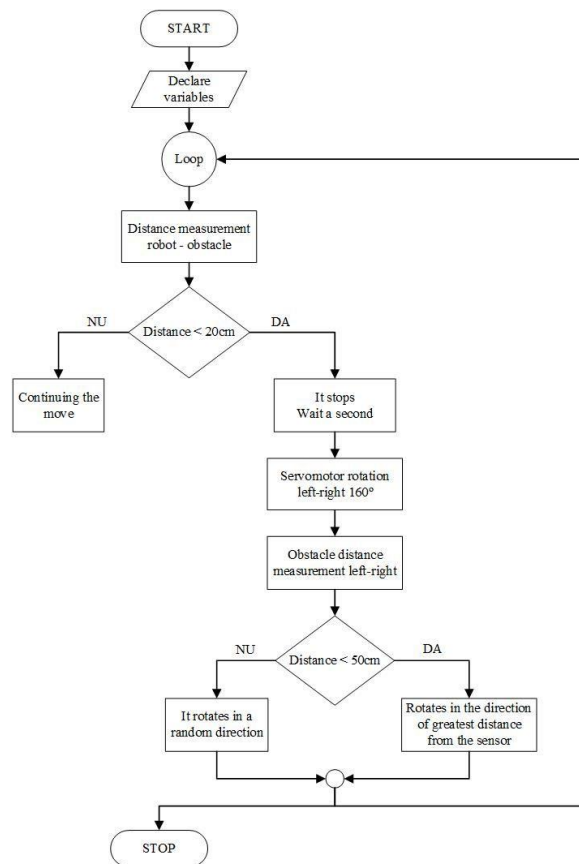 START
Declare
variables
Loop
Distance measurement
robot - obstacle
Distance < 20cm
NU
DA
Continuing the
move
It stops
Wait a second
Servomotor rotation
left-right 160°
Obstacle distance
measurement left-right
Distance < 50cm
NU
DA
It rotates in a
random direction
Rotates in the direction
of greatest distance
from the sensor
STOP